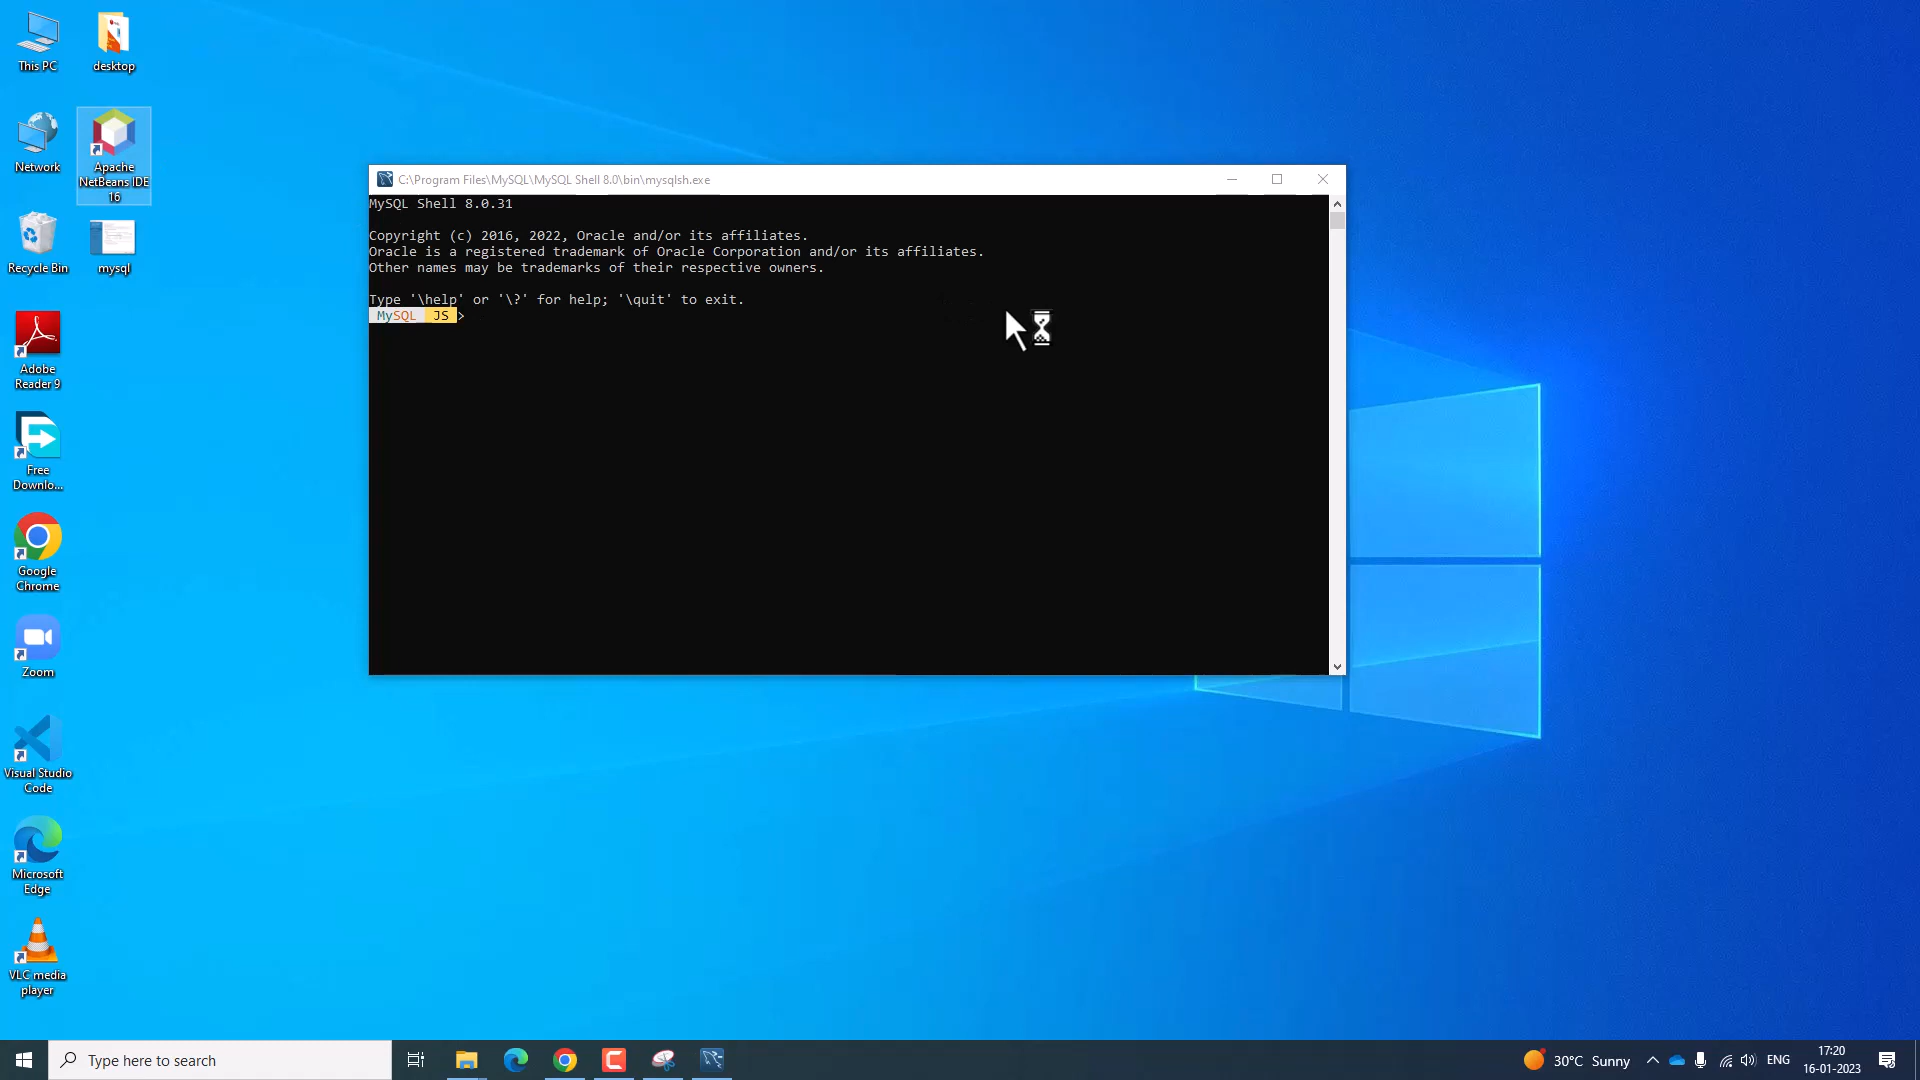 This PC
desktop
Network
Apache
NetBeans IDE
16
Recycle Bin
mysql
Adobe
Reader 9
Free
Downlo...
Google
Chrome
Zoom
Visual Studio
Code
Microsoft
Edge
VLC media
player
C:\Program Files\MySQL\MySQL Shell 8.0\bin\mysqlsh.exe
MySQL Shell 8.0.31
Copyright (c) 2016, 2022, Oracle and/or its affiliates.
Oracle is a registered trademark of Oracle Corporation and/or its affiliates.
Other names may be trademarks of their respective owners.
Type '\help' or '\?' for help; '\quit' to exit.
MySQL JS >
Type here to search
30°C Sunny
ENG
17:20
16-01-2023